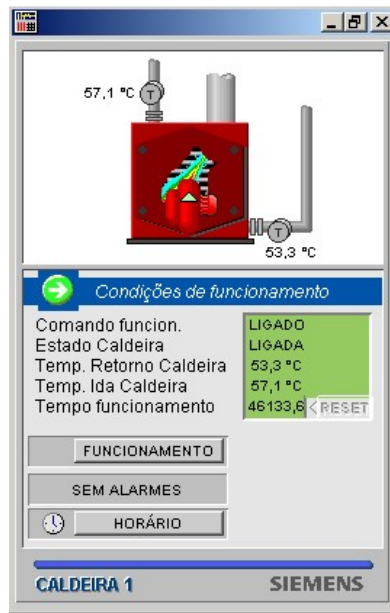 57,1 °C
T
T
53,3 °C
Condições de funcionamento
Comando funcion. LIGADO
Estado Caldeira LIGADA
Temp. Retorno Caldeira 53,3 °C
Temp. Ida Caldeira 57,1 °C
Tempo funcionamento 46133,6 <RESET
FUNCIONAMENTO
SEM ALARMES
HORÁRIO
CALDEIRA 1 SIEMENS